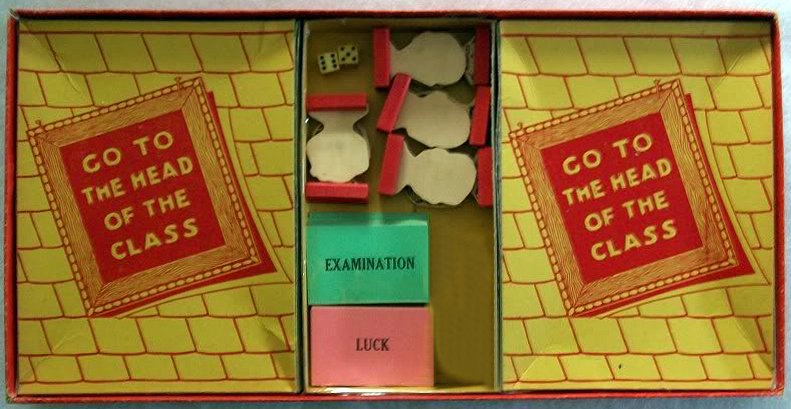 GO TO
THE HEAD
OF THE
CLASS
EXAMINATION
LUCK
GO TO
THE HEAD
OF THE
CLASS